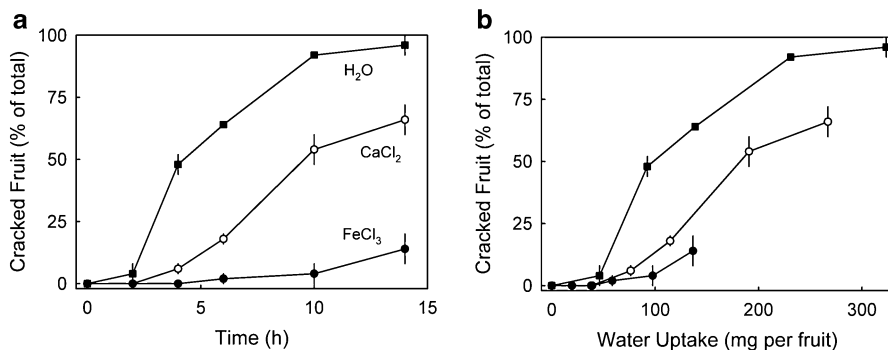 a
100
75
50
25
0
Cracked Fruit (% of total)
H₂O
CaCl₂
FeCl₃
0 5 10 15
Time (h)
b
100
75
50
25
0
Cracked Fruit (% of total)
0 100 200 300
Water Uptake (mg per fruit)